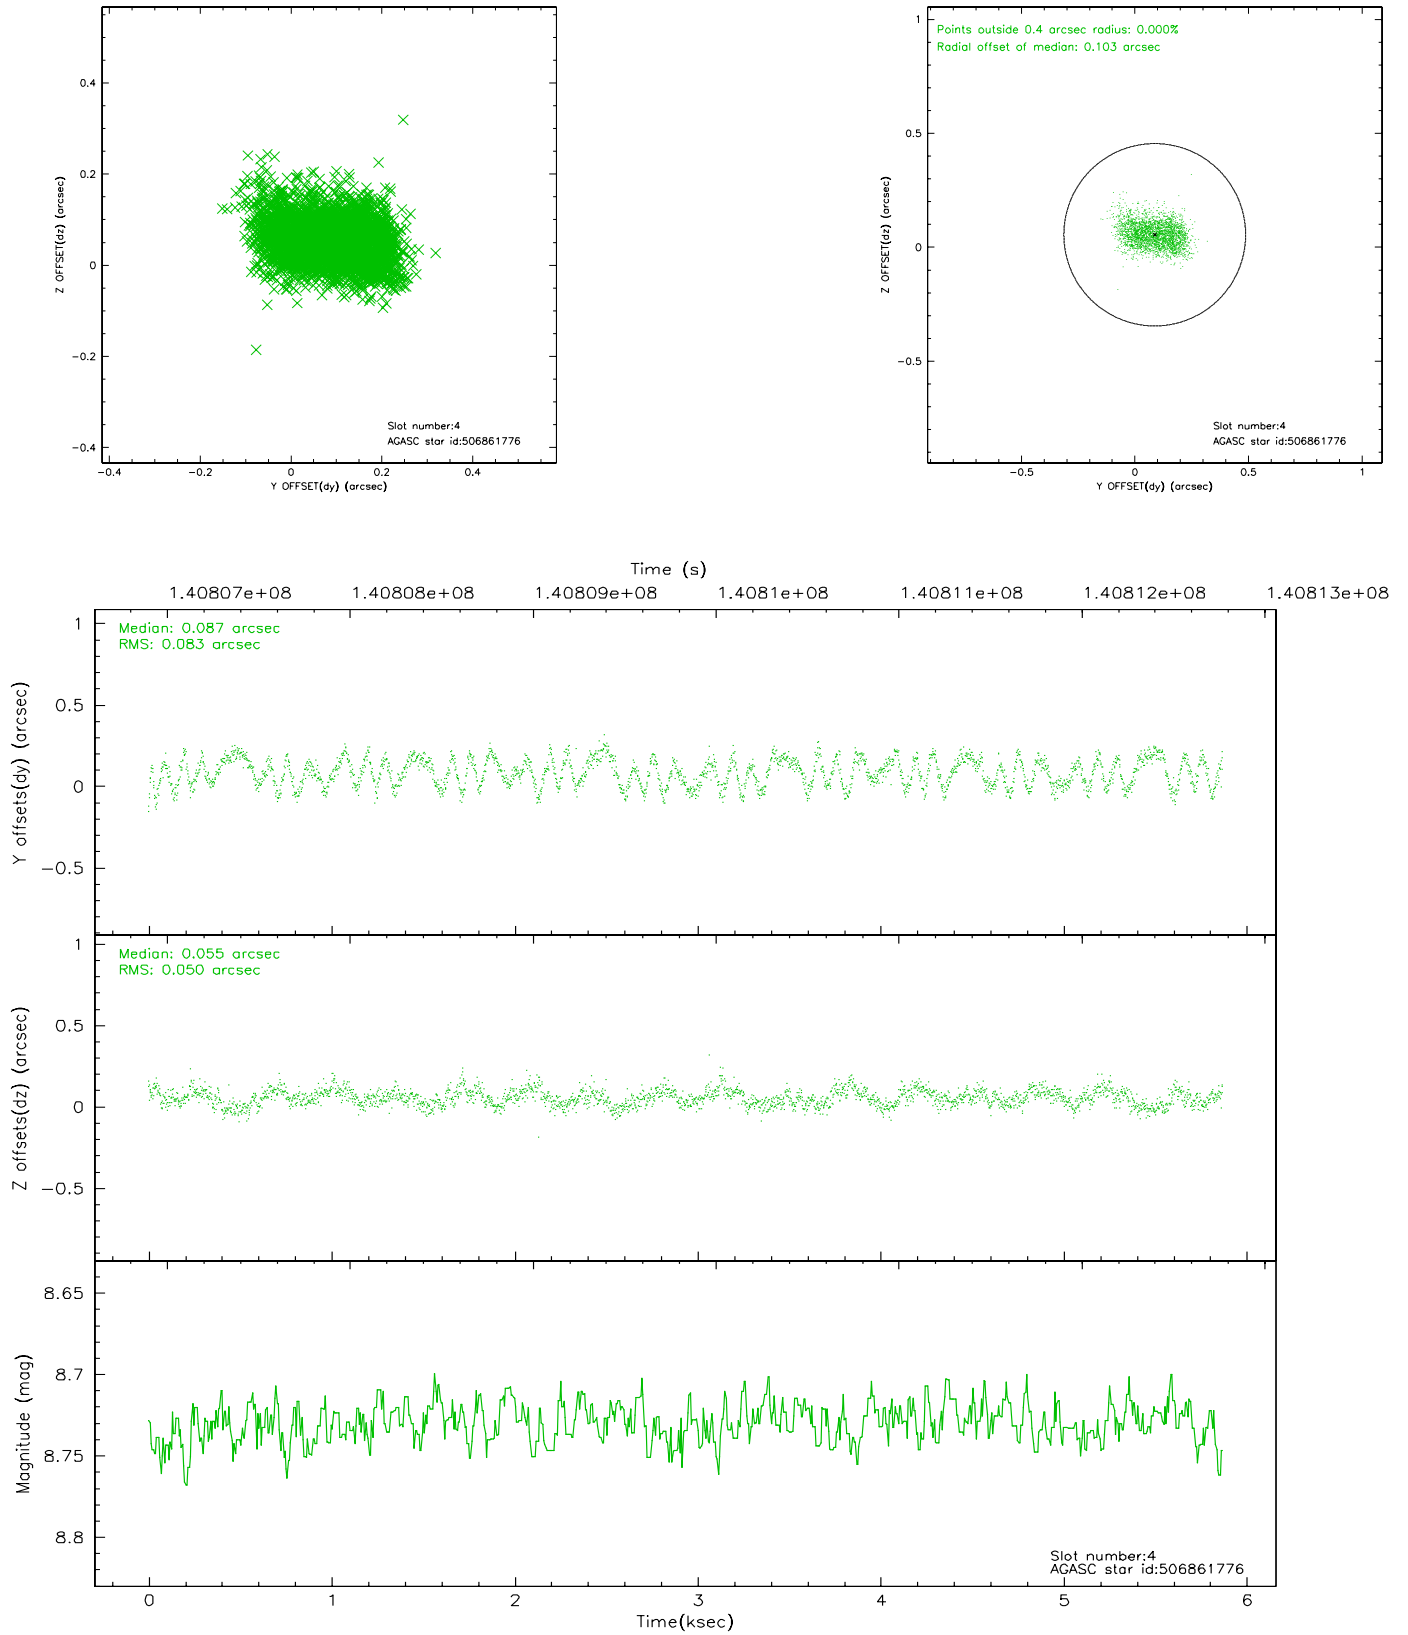 0.4
0.2
0
-0.2
-0.4
Z OFFSET(dz) (arcsec)
Slot number:4
AGASC star id:506861776
-0.4 -0.2 0 0.2 0.4
Y OFFSET(dy) (arcsec)
Points outside 0.4 arcsec radius: 0.000%
Radial offset of median: 0.103 arcsec
1
0.5
0
-0.5
Z OFFSET(dz) (arcsec)
Slot number:4
AGASC star id:506861776
-0.5 0 0.5 1
Y OFFSET(dy) (arcsec)
Time (s)
1.40807e+08 1.40808e+08 1.40809e+08 1.4081e+08 1.40811e+08 1.40812e+08 1.40813e+08
Median: 0.087 arcsec
RMS: 0.083 arcsec
1
0.5
0
-0.5
Y offsets(dy) (arcsec)
Median: 0.055 arcsec
RMS: 0.050 arcsec
1
0.5
0
-0.5
Z offsets(dz) (arcsec)
8.65
8.7
8.75
8.8
Magnitude (mag)
Slot number:4
AGASC star id:506861776
0 1 2 3 4 5 6
Time(ksec)